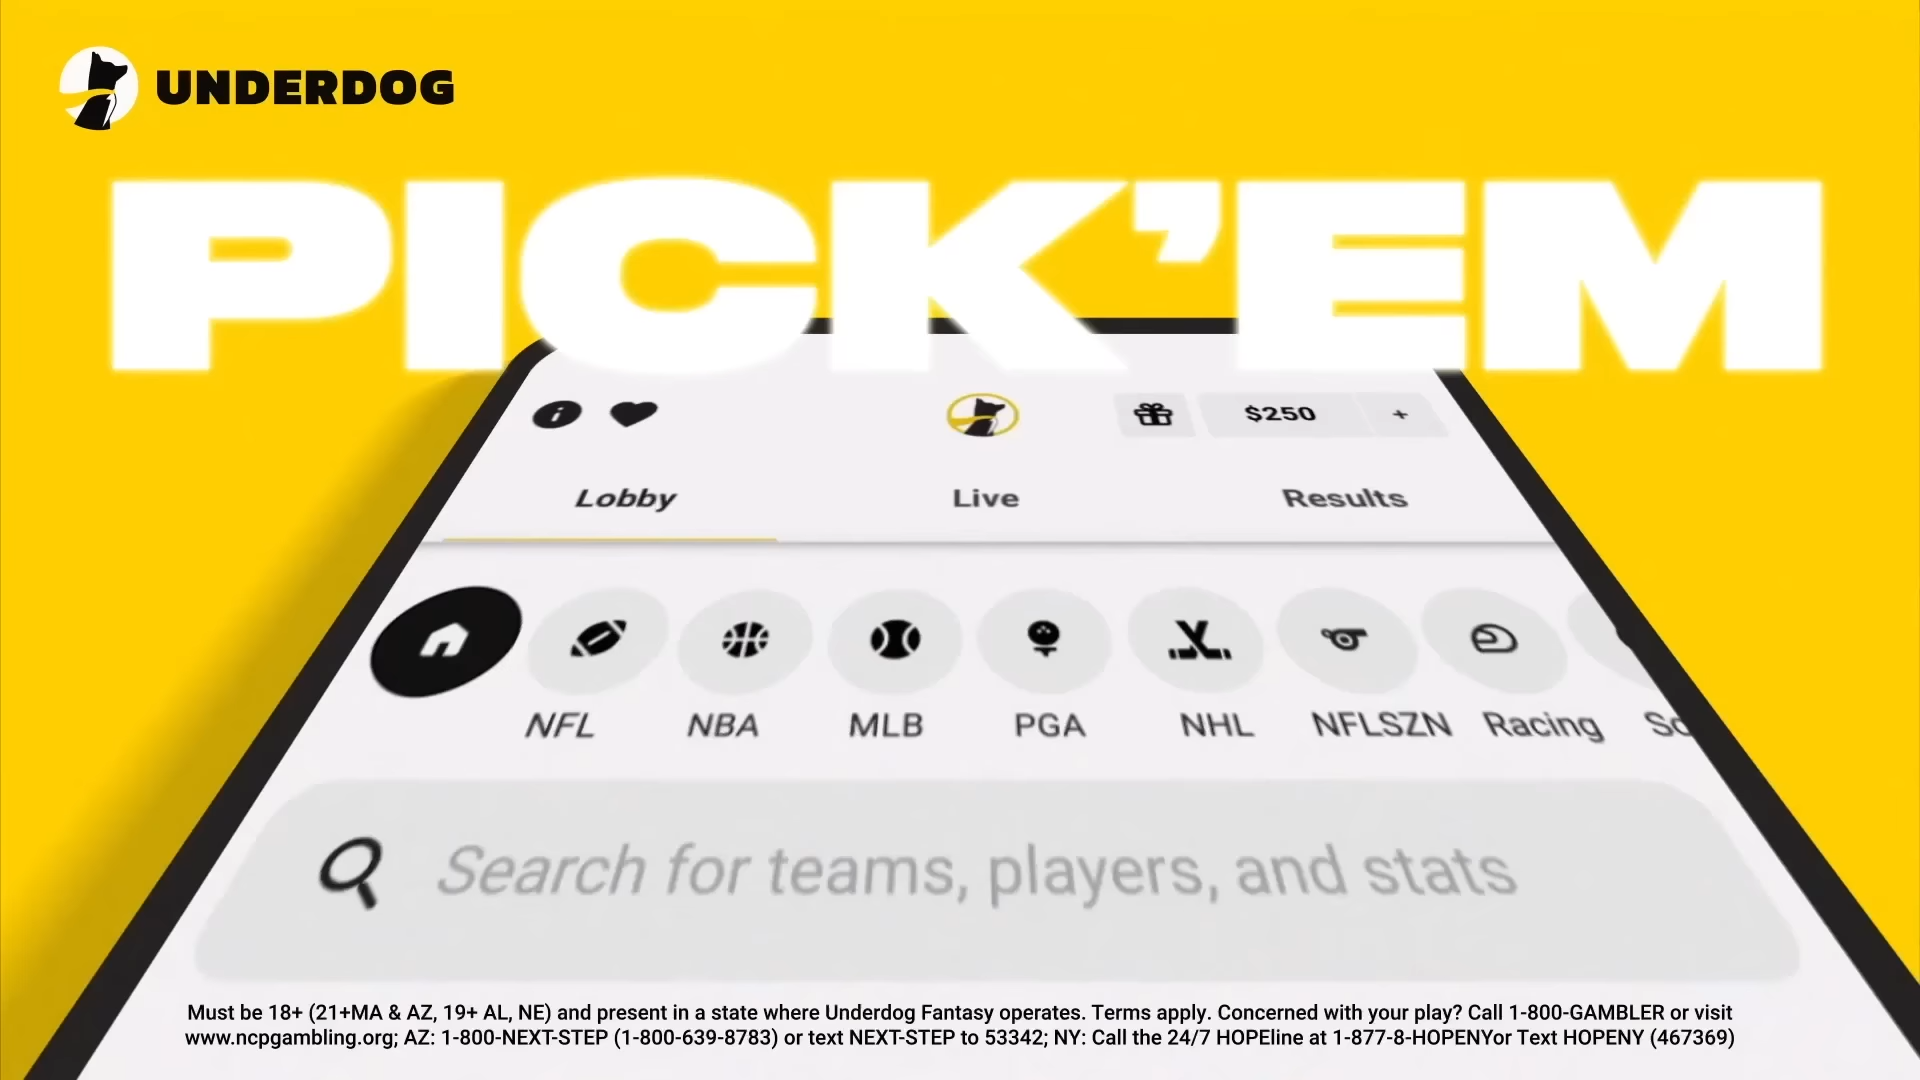 UNDERDOG
PICK'EM
$250 +
Lobby Live Results
NFL NBA MLB PGA NHL NFLSZN Racing
Search for teams, players, and stats
Must be 18+ (21+MA & AZ, 19+ AL, NE) and present in a state where Underdog Fantasy operates. Terms apply. Concerned with your play? Call 1-800-GAMBLER or visit
www.ncpgambling.org; AZ: 1-800-NEXT-STEP (1-800-639-8783) or text NEXT-STEP to 53342; NY: Call the 24/7 HOPEline at 1-877-8-HOPENYor Text HOPENY (467369)